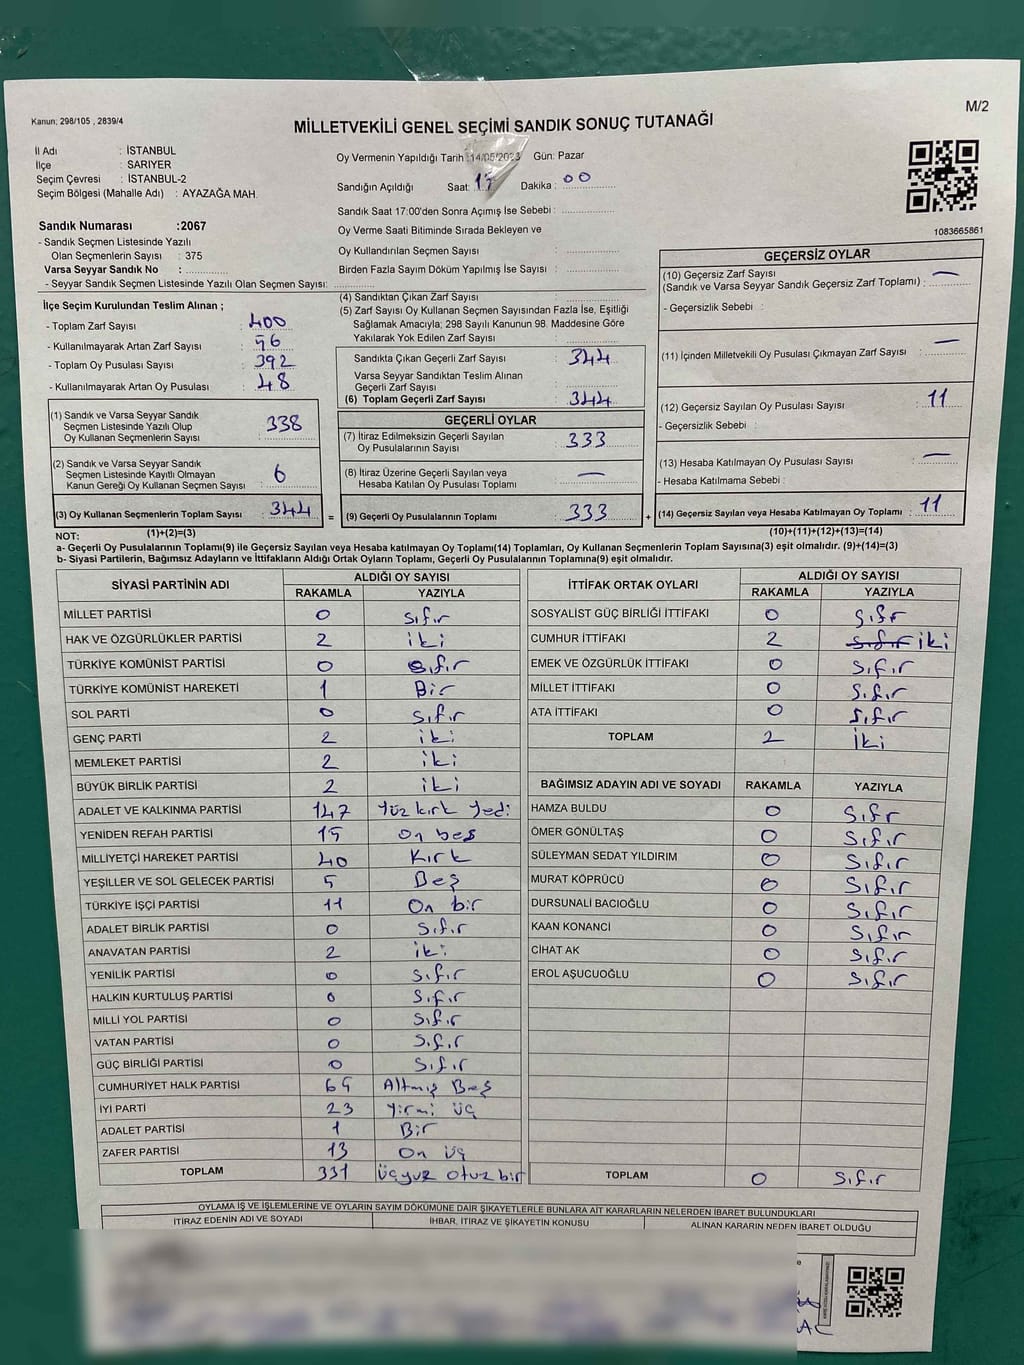 M/2
Kanun; 298/105 , 2839/4
MİLLETVEKİLİ GENEL SEÇİMİ SANDIK SONUÇ TUTANAĞI
İl Adı : İSTANBUL
İlçe : SARIYER
Seçim Çevresi : İSTANBUL-2
Seçim Bölgesi (Mahalle Adı) : AYAZAĞA MAH.
Oy Vermenin Yapıldığı Tarih :14/05/2023 Gün: Pazar
Sandığın Açıldığı Saat: 17 Dakika : 00
Sandık Saat 17:00'den Sonra Açımış İse Sebebi :
Oy Verme Saati Bitiminde Sırada Bekleyen ve
Oy Kullandırılan Seçmen Sayısı :
Birden Fazla Sayım Döküm Yapılmış İse Sayısı :
1083665861
Sandık Numarası :2067
- Sandık Seçmen Listesinde Yazılı
Olan Seçmenlerin Sayısı : 375
Varsa Seyyar Sandık No :
- Seyyar Sandık Seçmen Listesinde Yazılı Olan Seçmen Sayısı:
İlçe Seçim Kurulundan Teslim Alınan ;
- Toplam Zarf Sayısı : 400
- Kullanılmayarak Artan Zarf Sayısı : 56
- Toplam Oy Pusulası Sayısı : 392
- Kullanılmayarak Artan Oy Pusulası : 48
(1) Sandık ve Varsa Seyyar Sandık
Seçmen Listesinde Yazılı Olup
Oy Kullanan Seçmenlerin Sayısı : 338
(2) Sandık ve Varsa Seyyar Sandık
Seçmen Listesinde Kayıtlı Olmayan
Kanun Gereği Oy Kullanan Seçmen Sayısı : 6
(3) Oy Kullanan Seçmenlerin Toplam Sayısı : 344
(1)+(2)=(3)
(4) Sandıktan Çıkan Zarf Sayısı :
(5) Zarf Sayısı Oy Kullanan Seçmen Sayısından Fazla İse, Eşitliği
Sağlamak Amacıyla; 298 Sayılı Kanunun 98. Maddesine Göre
Yakılarak Yok Edilen Zarf Sayısı :
Sandıkta Çıkan Geçerli Zarf Sayısı : 344
Varsa Seyyar Sandıktan Teslim Alınan
Geçerli Zarf Sayısı :
(6) Toplam Geçerli Zarf Sayısı : 344
GEÇERLİ OYLAR
(7) İtiraz Edilmeksizin Geçerli Sayılan
Oy Pusulalarının Sayısı : 333
(8) İtiraz Üzerine Geçerli Sayılan veya
Hesaba Katılan Oy Pusulası Toplamı : —
= (9) Geçerli Oy Pusulalarının Toplamı : 333
GEÇERSİZ OYLAR
(10) Geçersiz Zarf Sayısı —
(Sandık ve Varsa Seyyar Sandık Geçersiz Zarf Toplamı) :
- Geçersizlik Sebebi :
(11) İçinden Milletvekili Oy Pusulası Çıkmayan Zarf Sayısı : —
(12) Geçersiz Sayılan Oy Pusulası Sayısı : 11
- Geçersizlik Sebebi :
(13) Hesaba Katılmayan Oy Pusulası Sayısı : —
- Hesaba Katılmama Sebebi :
+ (14) Geçersiz Sayılan veya Hesaba Katılmayan Oy Toplamı : 11
(10)+(11)+(12)+(13)=(14)
NOT:
a- Geçerli Oy Pusulalarının Toplamı(9) ile Geçersiz Sayılan veya Hesaba katılmayan Oy Toplamı(14) Toplamları, Oy Kullanan Seçmenlerin Toplam Sayısına(3) eşit olmalıdır. (9)+(14)=(3)
b- Siyasi Partilerin, Bağımsız Adayların ve İttifakların Aldığı Ortak Oyların Toplamı, Geçerli Oy Pusulalarının Toplamına(9) eşit olmalıdır.
SİYASİ PARTİNİN ADI ALDIĞI OY SAYISI
RAKAMLA YAZIYLA
MİLLET PARTİSİ 0 sıfır
HAK VE ÖZGÜRLÜKLER PARTİSİ 2 iki
TÜRKİYE KOMÜNİST PARTİSİ 0 sıfır
TÜRKİYE KOMÜNİST HAREKETİ 1 Bir
SOL PARTİ 0 sıfır
GENÇ PARTİ 2 iki
MEMLEKET PARTİSİ 2 iki
BÜYÜK BİRLİK PARTİSİ 2 iki
ADALET VE KALKINMA PARTİSİ 147 Yüz kırk Yedi
YENİDEN REFAH PARTİSİ 15 On beş
MİLLİYETÇİ HAREKET PARTİSİ 40 Kırk
YEŞİLLER VE SOL GELECEK PARTİSİ 5 Beş
TÜRKİYE İŞÇİ PARTİSİ 11 On bir
ADALET BİRLİK PARTİSİ 0 Sıfır
ANAVATAN PARTİSİ 2 iki
YENİLİK PARTİSİ 0 Sıfır
HALKIN KURTULUŞ PARTİSİ 0 Sıfır
MİLLİ YOL PARTİSİ 0 Sıfır
VATAN PARTİSİ 0 Sıfır
GÜÇ BİRLİĞİ PARTİSİ 0 Sıfır
CUMHURİYET HALK PARTİSİ 65 Altmış Beş
İYİ PARTİ 23 Yirmi üç
ADALET PARTİSİ 1 Bir
ZAFER PARTİSİ 13 On üç
TOPLAM 331 Üçyüz otuz bir
İTTİFAK ORTAK OYLARI ALDIĞI OY SAYISI
RAKAMLA YAZIYLA
SOSYALİST GÜÇ BİRLİĞİ İTTİFAKI 0 Sıfr
CUMHUR İTTİFAKI 2 sıfır iki
EMEK VE ÖZGÜRLÜK İTTİFAKI 0 Sıfır
MİLLET İTTİFAKI 0 Sıfır
ATA İTTİFAKI 0 Sıfır
TOPLAM 2 İki
BAĞIMSIZ ADAYIN ADI VE SOYADI RAKAMLA YAZIYLA
HAMZA BULDU 0 Sıfr
ÖMER GÖNÜLTAŞ 0 Sıfır
SÜLEYMAN SEDAT YILDIRIM 0 Sıfır
MURAT KÖPRÜCÜ 0 Sıfır
DURSUNALİ BACIOĞLU 0 Sıfır
KAAN KONANCİ 0 Sıfır
CİHAT AK 0 Sıfır
EROL AŞUCUOĞLU 0 Sıfır
TOPLAM 0 Sıfır
OYLAMA İŞ VE İŞLEMLERİNE VE OYLARIN SAYIM DÖKÜMÜNE DAİR ŞİKAYETLERLE BUNLARA AİT KARARLARIN NELERDEN İBARET BULUNDUKLARI
İTİRAZ EDENİN ADI VE SOYADI İHBAR, İTİRAZ VE ŞİKAYETİN KONUSU ALINAN KARARIN NEDEN İBARET OLDUĞU